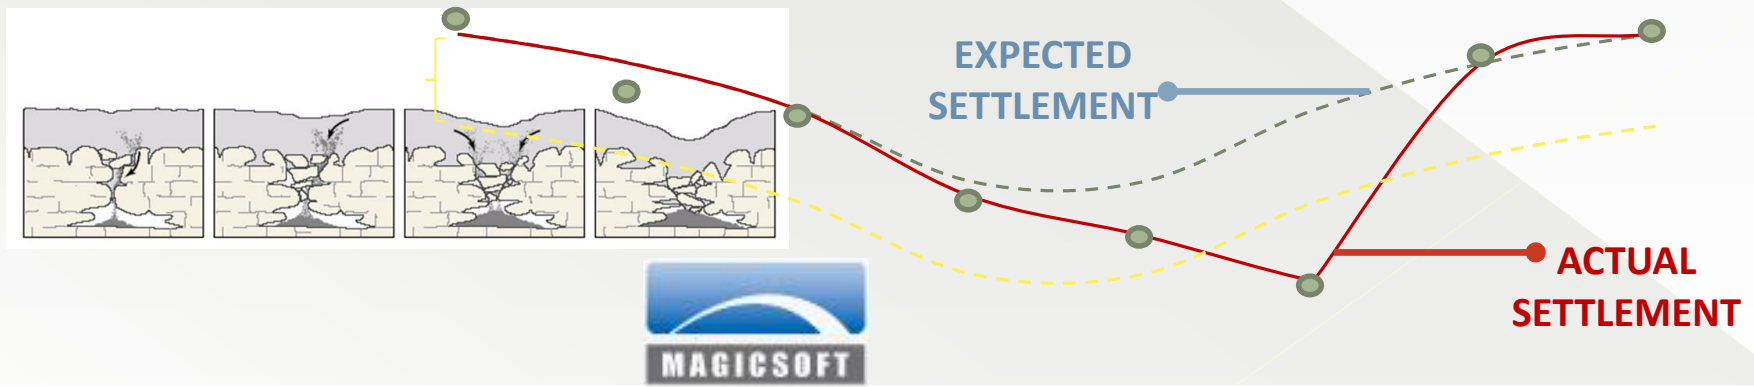 EXPECTED
SETTLEMENT
ACTUAL
SETTLEMENT
MAGICSOFT